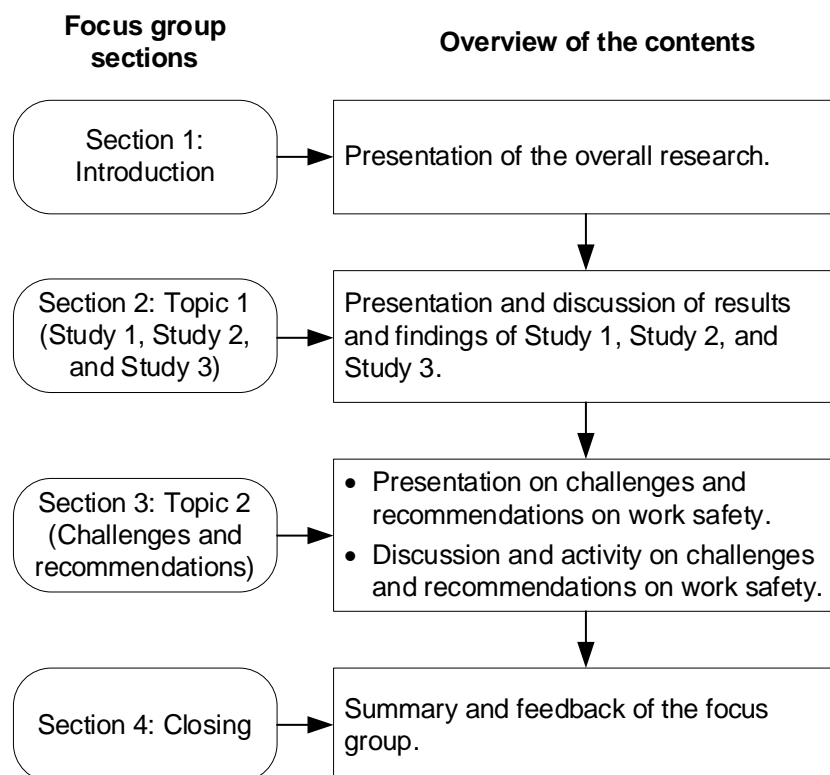 Focus group
sections
Overview of the contents
Section 1:
Introduction
Presentation of the overall research.
Section 2: Topic 1
(Study 1, Study 2,
and Study 3)
Presentation and discussion of results
and findings of Study 1, Study 2, and
Study 3.
Section 3: Topic 2
(Challenges and
recommendations)
• Presentation on challenges and
recommendations on work safety.
• Discussion and activity on challenges
and recommendations on work safety.
Section 4: Closing
Summary and feedback of the focus
group.